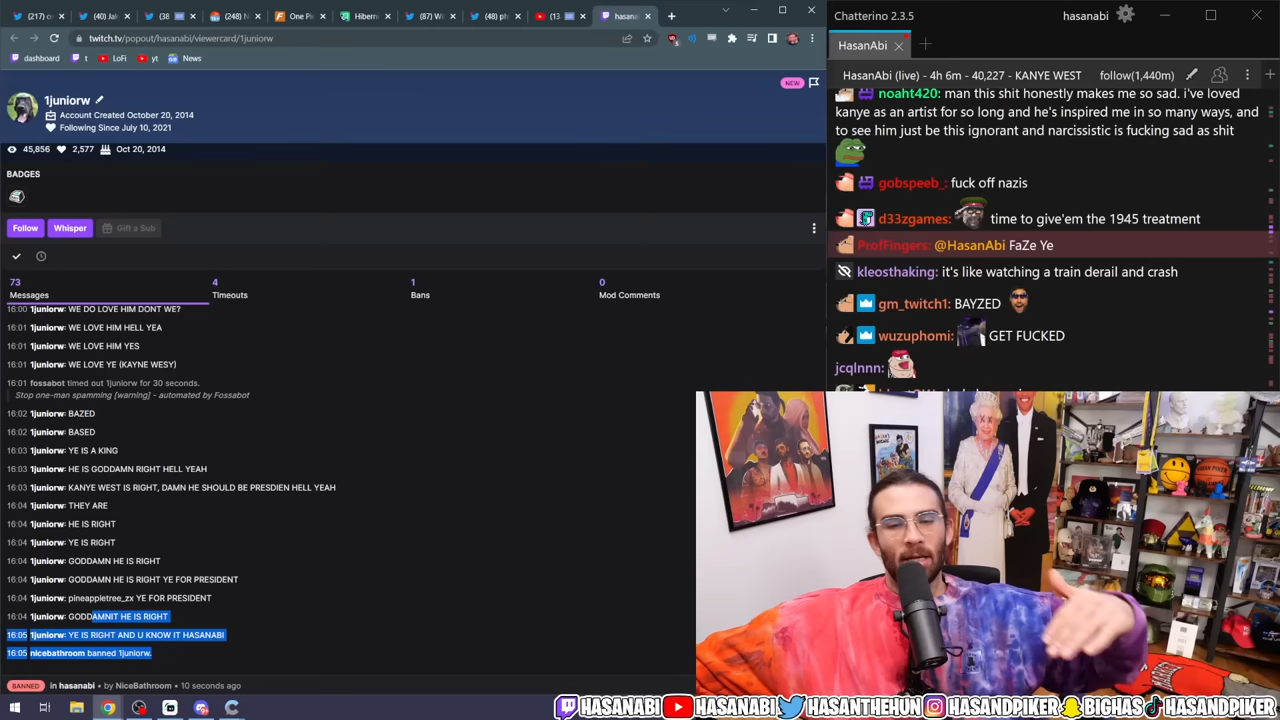 (217)
(40)
(38
(248)
One Pi
Hibern
(87)
(48)
(13
hasana
twitch.tv/popout/hasanabi/viewercard/1juniorw
dashboard
t
LoFi
yt
News
NEW
1juniorw
Account Created October 20, 2014
Following Since July 10, 2021
45,856
2,577
Oct 20, 2014
BADGES
Follow
Whisper
Gift a Sub
73
4
1
0
Messages
Timeouts
Bans
Mod Comments
16:00 1juniorw: WE DO LOVE HIM DONT WE?
16:01 1juniorw: WE LOVE HIM HELL YEA
16:01 1juniorw: WE LOVE HIM YES
16:01 1juniorw: WE LOVE YE (KAYNE WESY)
16:01 fossabot timed out 1juniorw for 30 seconds.
Stop one-man spamming [warning] - automated by Fossabot
16:02 1juniorw: BAZED
16:02 1juniorw: BASED
16:03 1juniorw: YE IS A KING
16:03 1juniorw: HE IS GODDAMN RIGHT HELL YEAH
16:03 1juniorw: KANYE WEST IS RIGHT, DAMN HE SHOULD BE PRESDIEN HELL YEAH
16:04 1juniorw: THEY ARE
16:04 1juniorw: HE IS RIGHT
16:04 1juniorw: YE IS RIGHT
16:04 1juniorw: GODDAMN HE IS RIGHT
16:04 1juniorw: GODDAMN HE IS RIGHT YE FOR PRESIDENT
16:04 1juniorw: pineappletree_zx YE FOR PRESIDENT
16:04 1juniorw: GODDAMNIT HE IS RIGHT
16:05 1juniorw: YE IS RIGHT AND U KNOW IT HASANABI
16:05 nicebathroom banned 1juniorw.
BANNED in hasanabi • by NiceBathroom • 10 seconds ago
Chatterino 2.3.5
hasanabi
HasanAbi
HasanAbi (live) - 4h 6m - 40,227 - KANYE WEST
follow(1,440m)
noaht420: man this shit honestly makes me so sad. i've loved
kanye as an artist for so long and he's inspired me in so many ways, and
to see him just be this ignorant and narcissistic is fucking sad as shit
gobspeeb_: fuck off nazis
d33zgames: time to give'em the 1945 treatment
ProfFingers: @HasanAbi FaZe Ye
kleosthaking: it's like watching a train derail and crash
gm_twitch1: BAYZED
wuzuphomi: GET FUCKED
jcqlnnn:
HASAN PIKER
HASANABI
HASANABI
HASANTHEHUN
HASANDPIKER
BIGHAS
HASANDPIKER